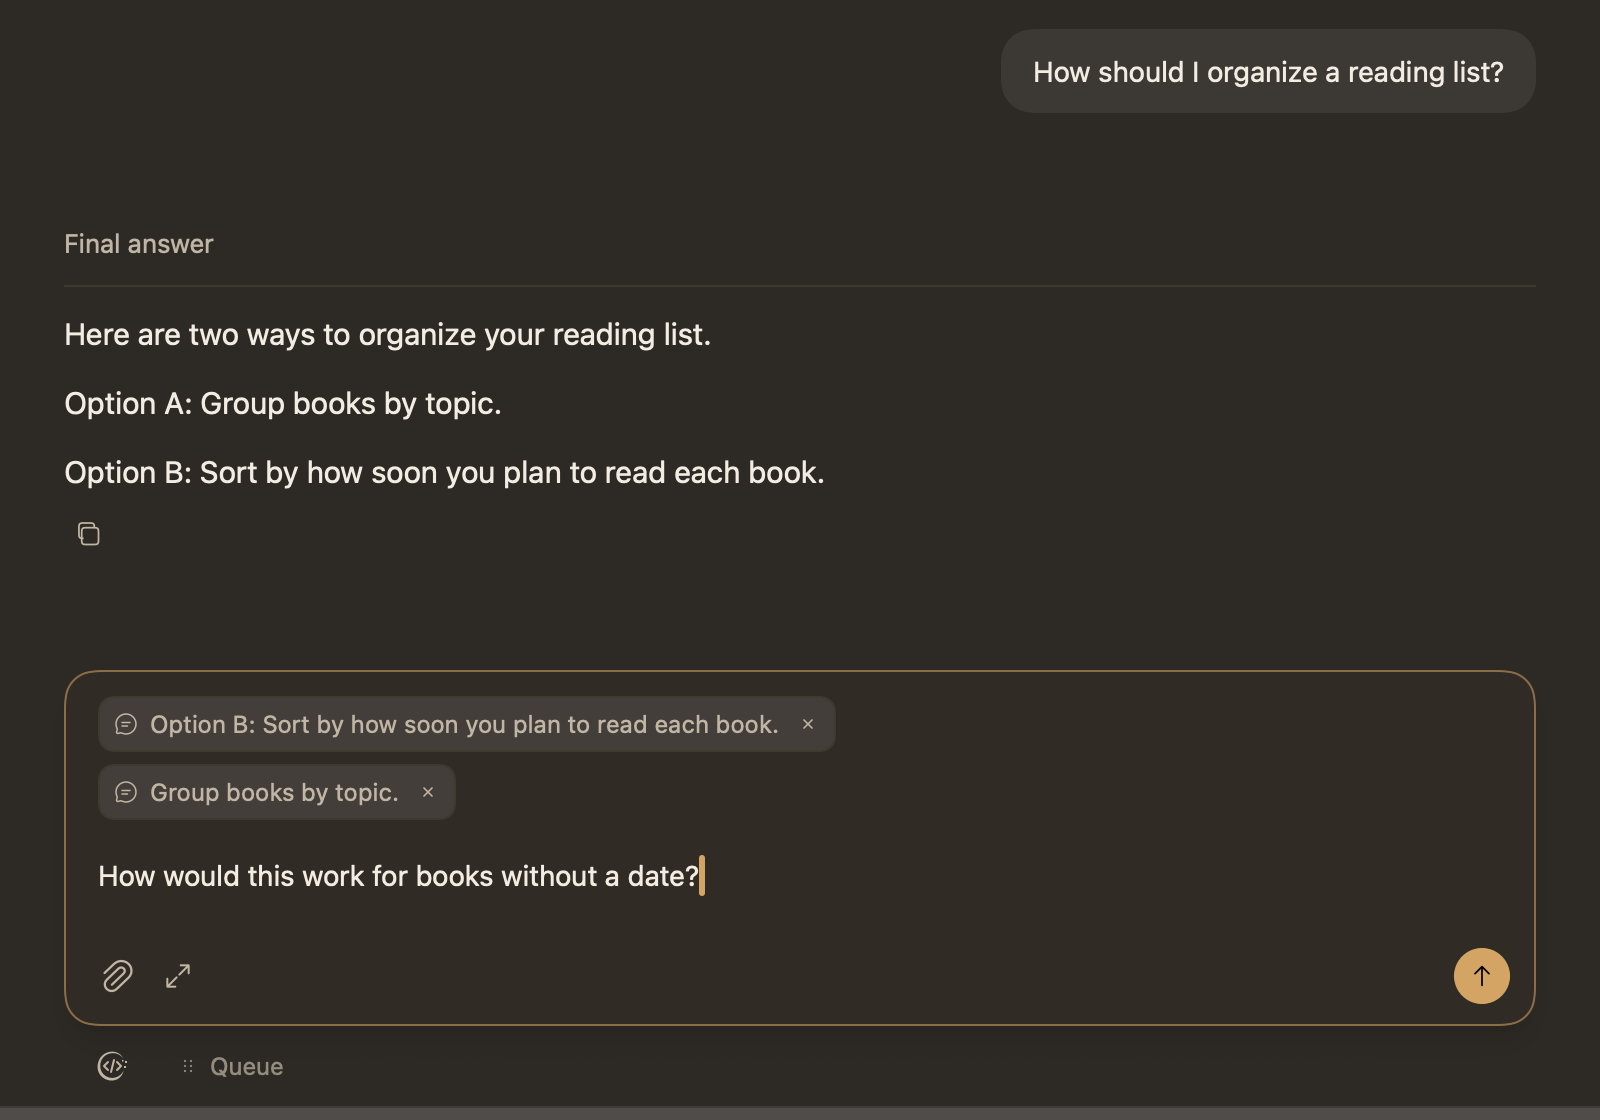 How should I organize a reading list?
Final answer
Here are two ways to organize your reading list.
Option A: Group books by topic.
Option B: Sort by how soon you plan to read each book.
Option B: Sort by how soon you plan to read each book.
Group books by topic.
How would this work for books without a date?
Queue